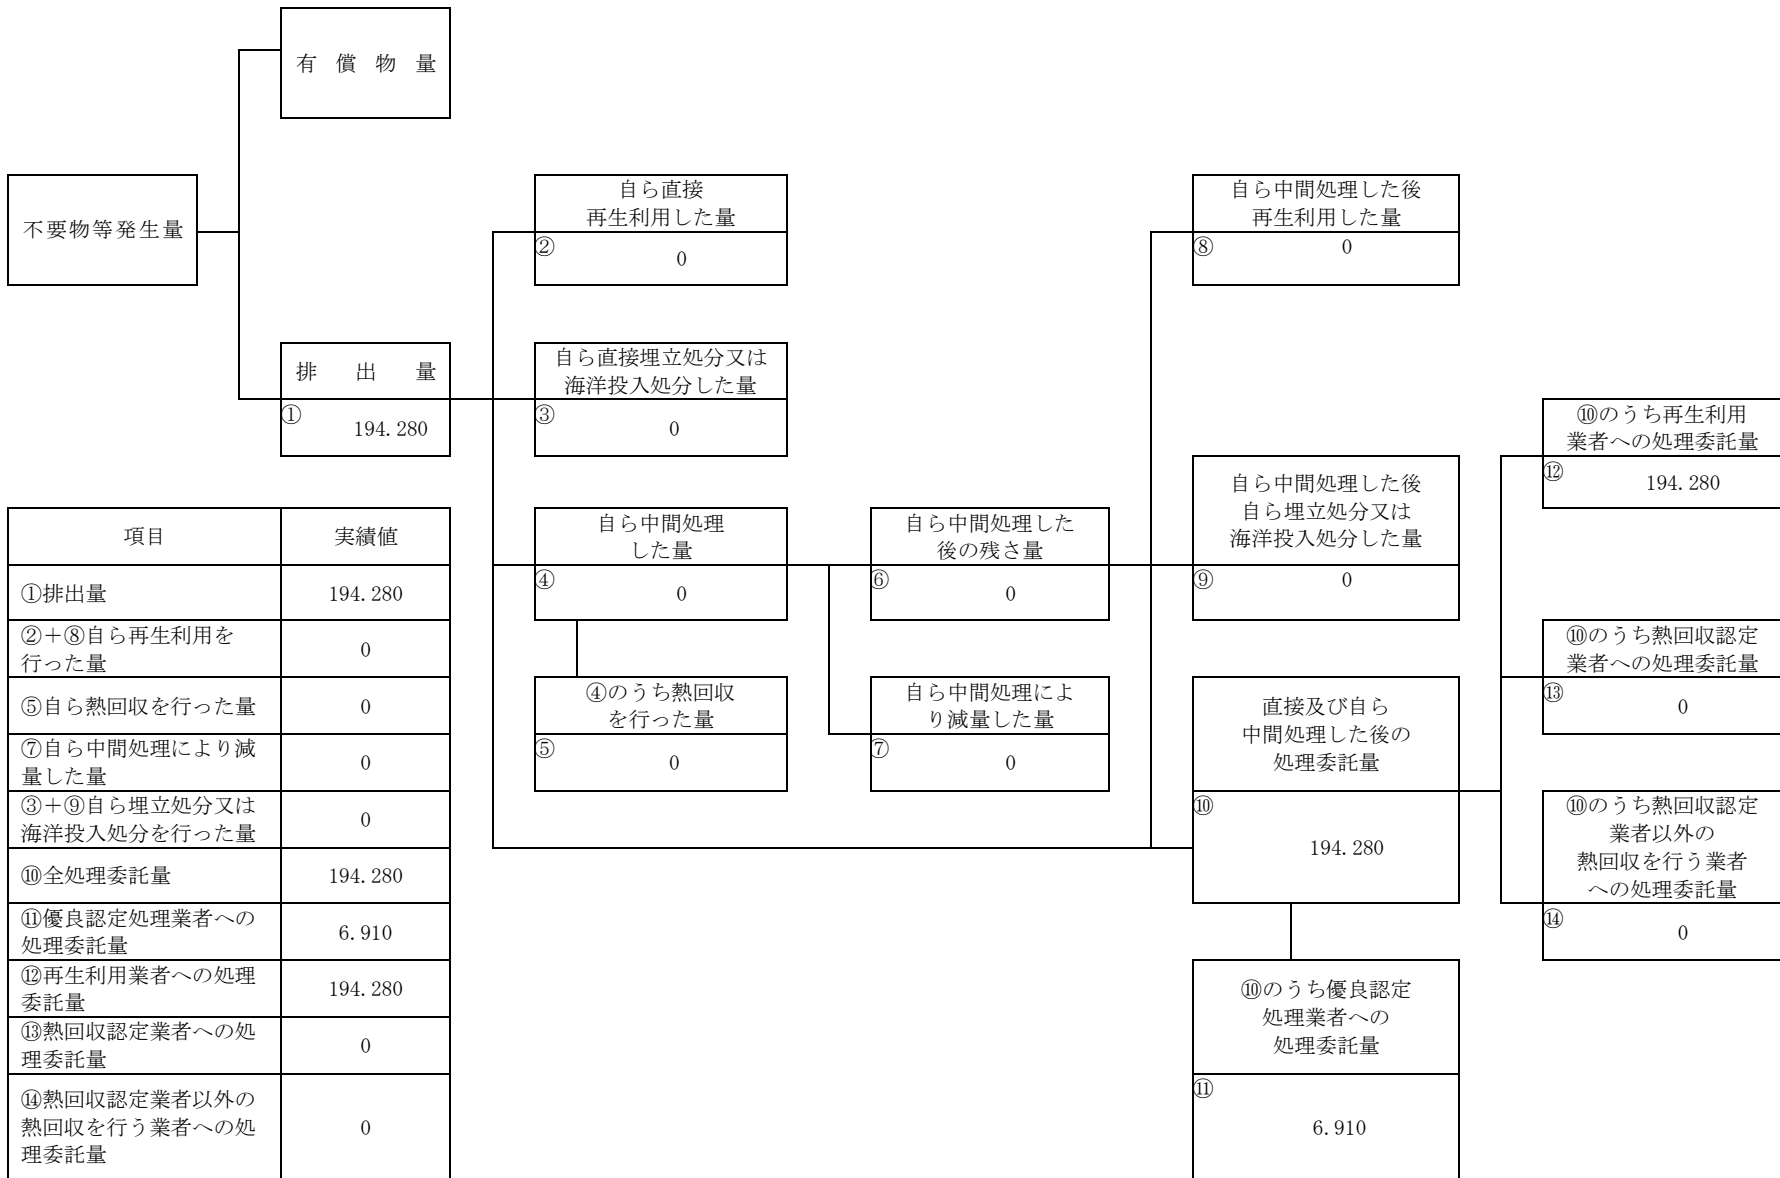 有償物量
不要物等発生量
排出量
①
194.280
自ら直接
再生利用した量
②
0
自ら直接埋立処分又は
海洋投入処分した量
③
0
自ら中間処理
した量
④
0
④のうち熱回収
を行った量
⑤
0
自ら中間処理した
後の残さ量
⑥
0
自ら中間処理によ
り減量した量
⑦
0
自ら中間処理した後
再生利用した量
⑧
0
自ら中間処理した後
自ら埋立処分又は
海洋投入処分した量
⑨
0
直接及び自ら
中間処理した後の
処理委託量
⑩
194.280
⑩のうち優良認定
処理業者への
処理委託量
⑪
6.910
⑩のうち再生利用
業者への処理委託量
⑫
194.280
⑩のうち熱回収認定
業者への処理委託量
⑬
0
⑩のうち熱回収認定
業者以外の
熱回収を行う業者
への処理委託量
⑭
0
項目 実績値
①排出量 194.280
②＋⑧自ら再生利用を
行った量
0
⑤自ら熱回収を行った量 0
⑦自ら中間処理により減
量した量
0
③＋⑨自ら埋立処分又は
海洋投入処分を行った量
0
⑩全処理委託量 194.280
⑪優良認定処理業者への
処理委託量
6.910
⑫再生利用業者への処理
委託量
194.280
⑬熱回収認定業者への処
理委託量
0
⑭熱回収認定業者以外の
熱回収を行う業者への処
理委託量
0